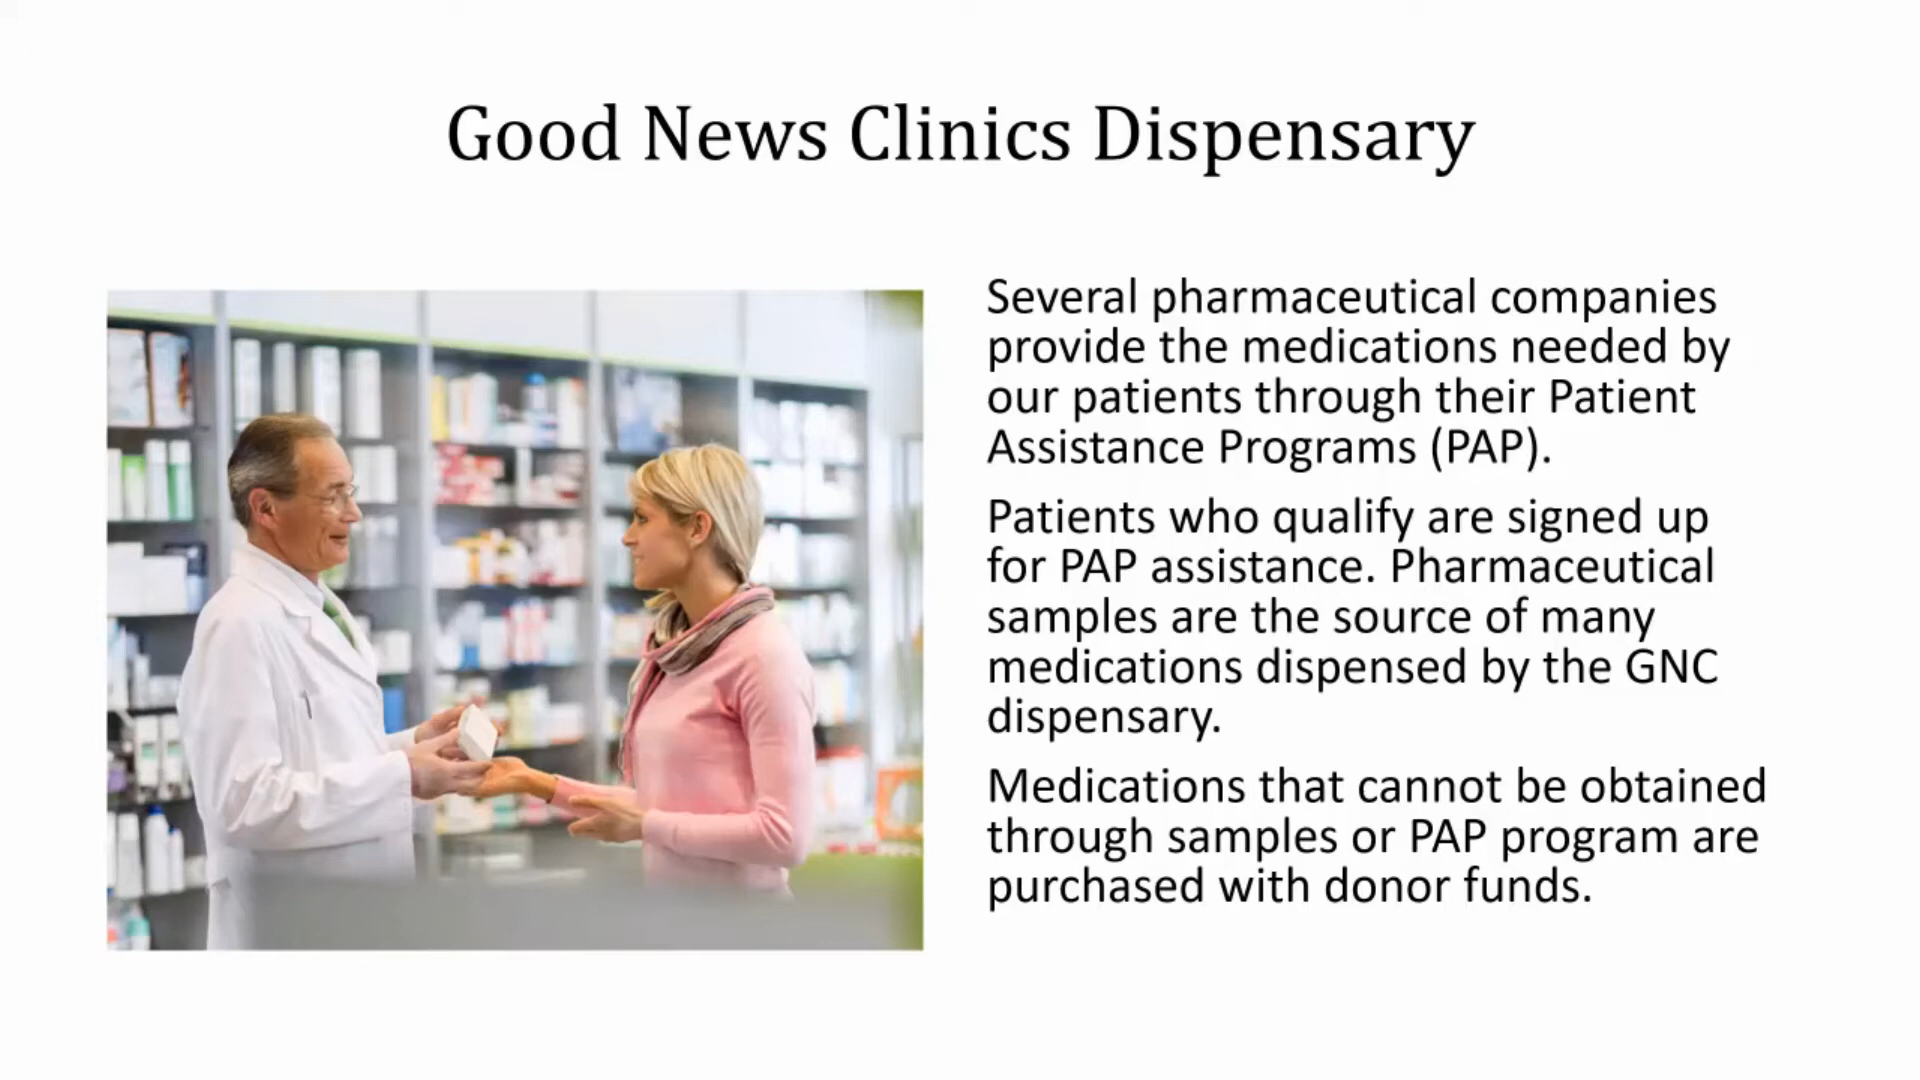 Good News Clinics Dispensary
Several pharmaceutical companies
provide the medications needed by
our patients through their Patient
Assistance Programs (PAP).
Patients who qualify are signed up
for PAP assistance. Pharmaceutical
samples are the source of many
medications dispensed by the GNC
dispensary.
Medications that cannot be obtained
through samples or PAP program are
purchased with donor funds.